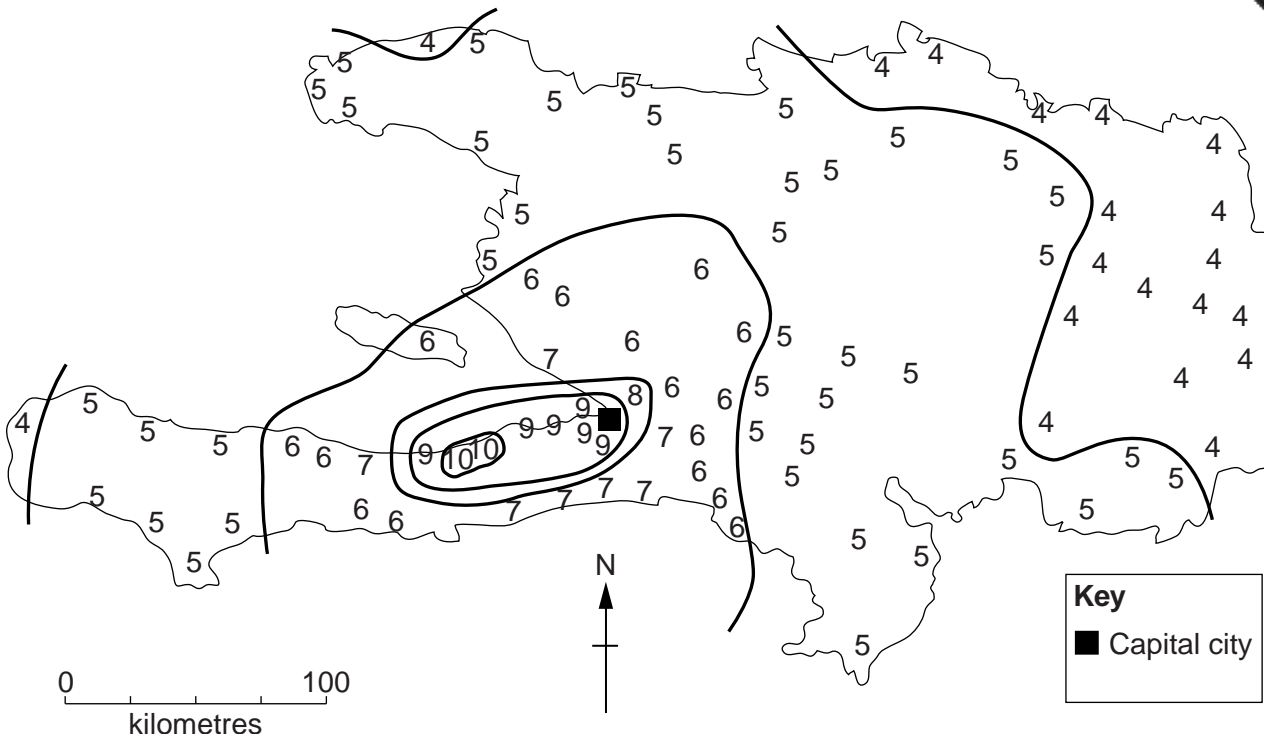 4 5
5 4 4
5 5
5 5 5 5 4 4
5 5 4
5 5
5 5
5 5 4 4
5
5 6 5 4 4
6 6 4 4
4 4
6 6 6 5
7 5 5 4 4
5 9 8 6 6 5 5
4 5 9 9 9 7 6 5 4
5 6 6 7 9 10 10 9 5 5 5 4
6 5 5
5 6 7 7 7 7 6 5
5 5 6 6
5 5 5
N
Key
Capital city
5
0 100
kilometres